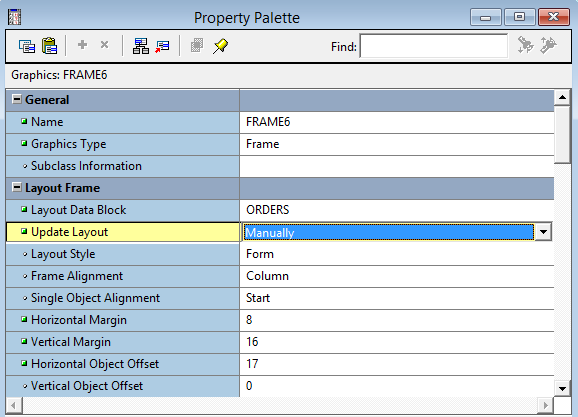 Property Palette
Find:
Graphics: FRAME6
General
Name FRAME6
Graphics Type Frame
Subclass Information
Layout Frame
Layout Data Block ORDERS
Update Layout Manually
Layout Style Form
Frame Alignment Column
Single Object Alignment Start
Horizontal Margin 8
Vertical Margin 16
Horizontal Object Offset 17
Vertical Object Offset 0